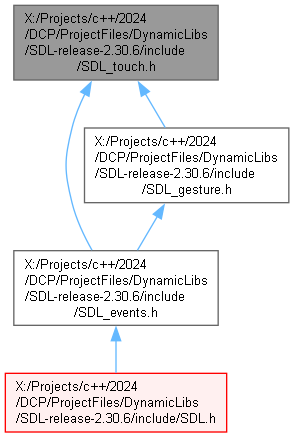 X:/Projects/c++/2024
/DCP/ProjectFiles/DynamicLibs
/SDL-release-2.30.6/include
/SDL_touch.h
X:/Projects/c++/2024
/DCP/ProjectFiles/DynamicLibs
/SDL-release-2.30.6/include
/SDL_gesture.h
X:/Projects/c++/2024
/DCP/ProjectFiles/DynamicLibs
/SDL-release-2.30.6/include
/SDL_events.h
X:/Projects/c++/2024
/DCP/ProjectFiles/DynamicLibs
/SDL-release-2.30.6/include/SDL.h